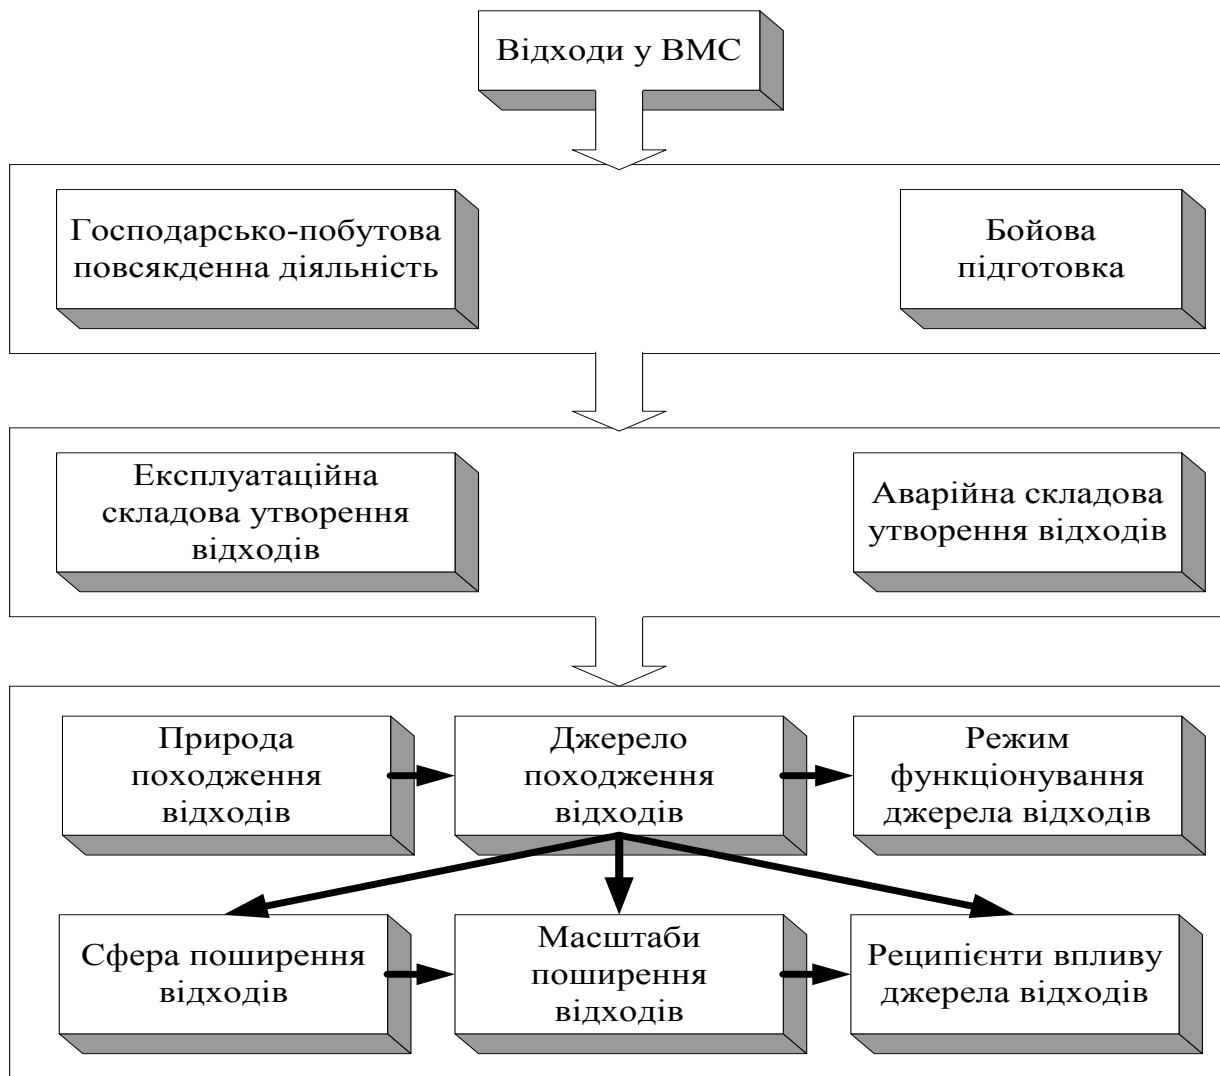 Відходи у ВМС
Господарсько-побутова
повсякденна діяльність
Бойова
підготовка
Експлуатаційна
складова утворення
відходів
Аварійна складова
утворення відходів
Природа
походження
відходів
Джерело
походження
відходів
Режим
функціонування
джерела відходів
Сфера поширення
відходів
Масштаби
поширення
відходів
Реципієнти впливу
джерела відходів